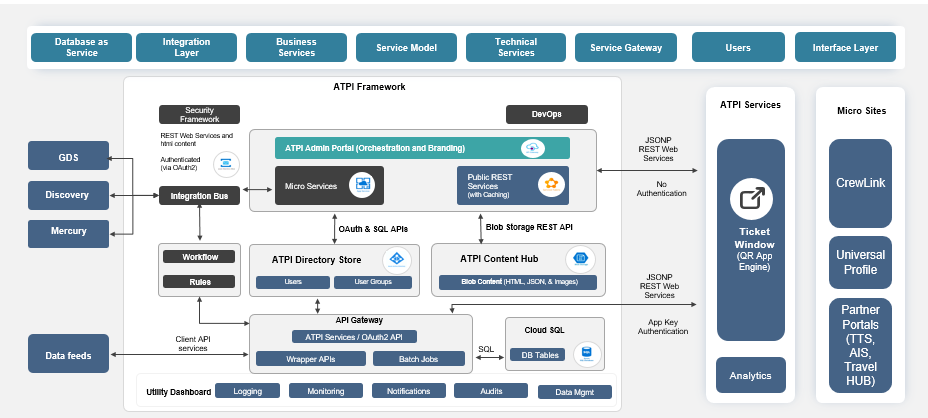 Database as
Service
Integration
Layer
Business
Services
Service Model
Technical
Services
Service Gateway
Users
Interface Layer
ATPI Framework
Security
Framework
DevOps
REST Web Services and
html content
Authenticated
(via OAuth2)
GDS
Discovery
Mercury
Integration Bus
ATPI Admin Portal (Orchestration and Branding)
Micro Services
Public REST
Services
(with Caching)
JSONP
REST Web
Services
No
Authentication
OAuth & SQL APIs
Blob Storage REST API
Workflow
Rules
ATPI Directory Store
Users
User Groups
ATPI Content Hub
Blob Content (HTML, JSON, & Images)
JSONP
REST Web
Services
App Key
Authentication
Data feeds
Client API
services
API Gateway
ATPI Services / OAuth2 API
Wrapper APIs
Batch Jobs
SQL
Cloud SQL
DB Tables
Utility Dashboard
Logging
Monitoring
Notifications
Audits
Data Mgmt
ATPI Services
Ticket
Window
(QR App
Engine)
Analytics
Micro Sites
CrewLink
Universal
Profile
Partner
Portals
(TTS,
AIS,
Travel
HUB)